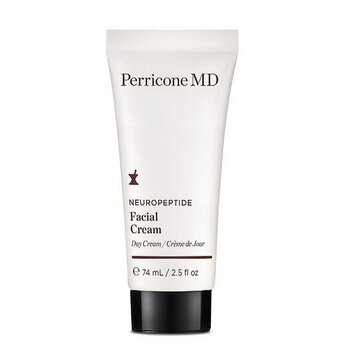 Perricone MD
NEUROPEPTIDE
Facial
Cream
Day Cream / Crème de Jour
℮ 74 mL / 2.5 fl oz